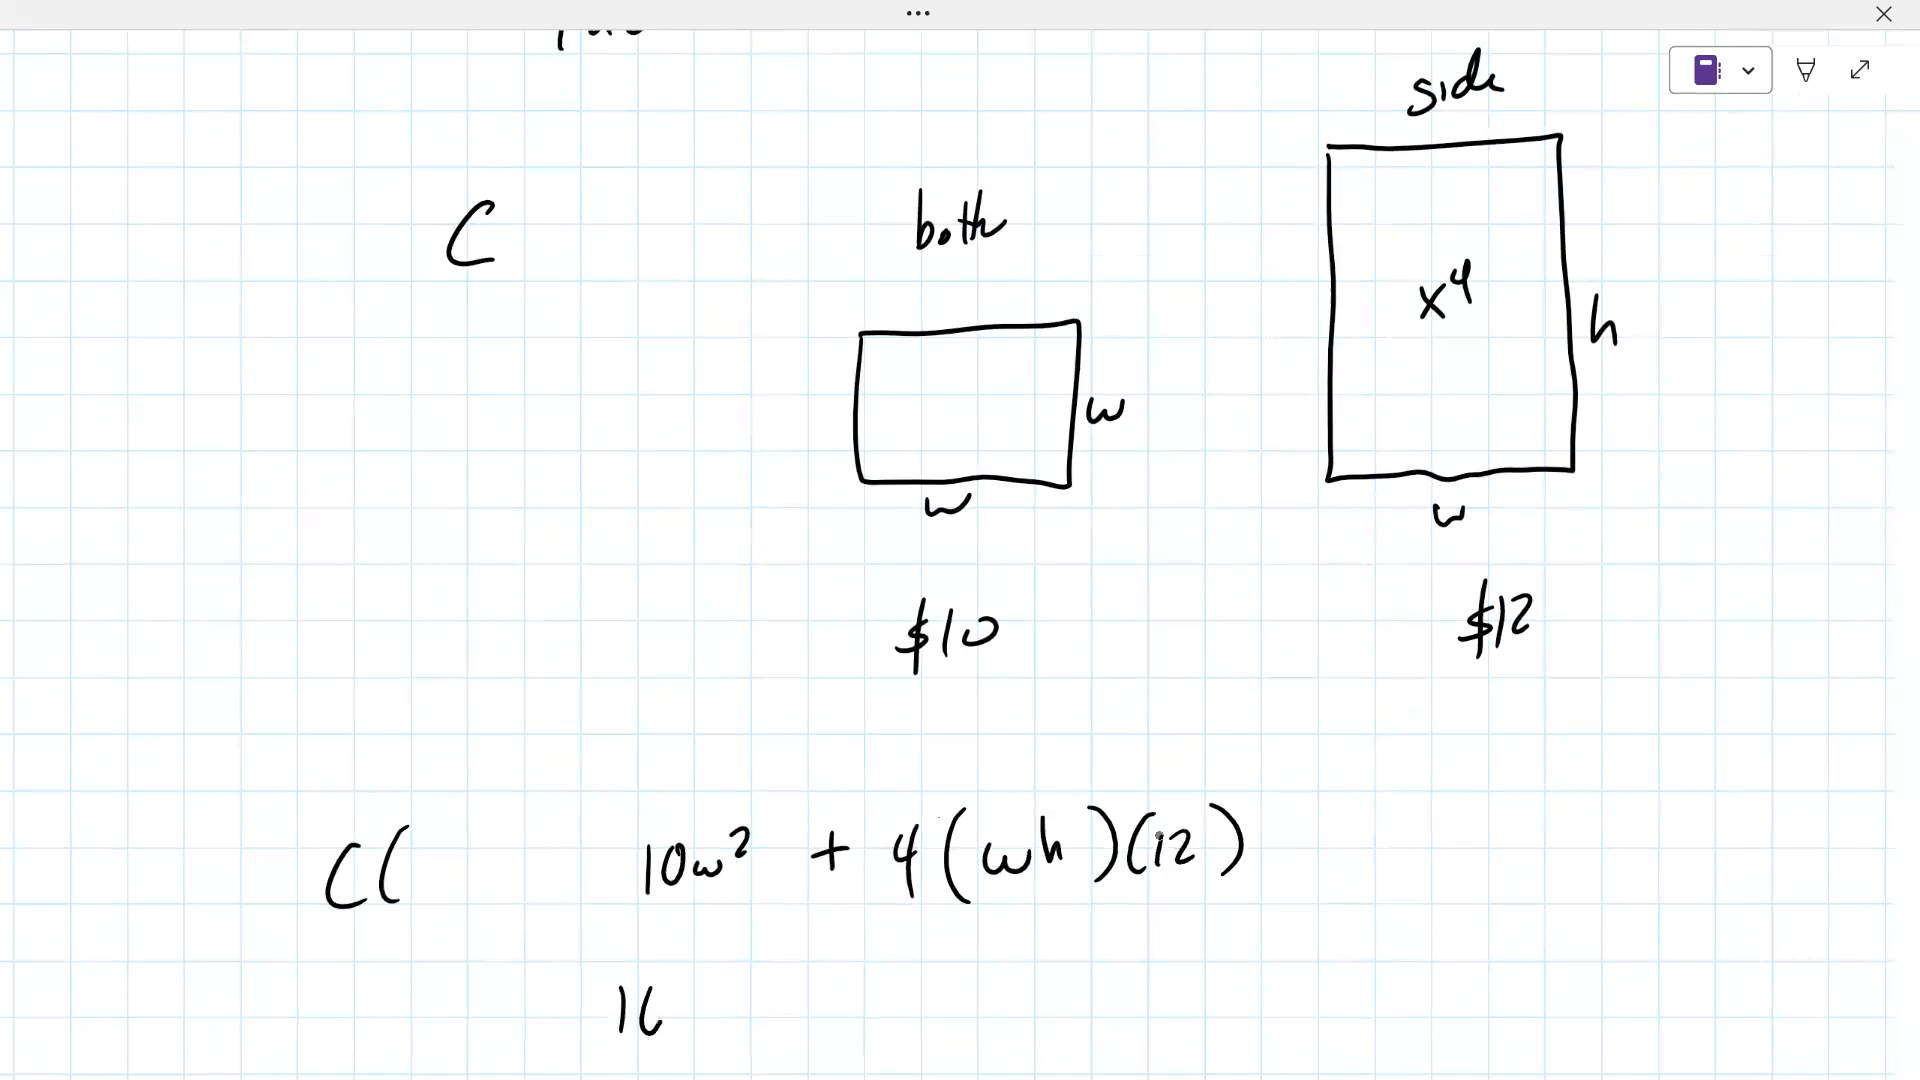 side
C
both
x4
h
w
w
w
$10
$12
C( 10w² + 4(wh)(12)
16